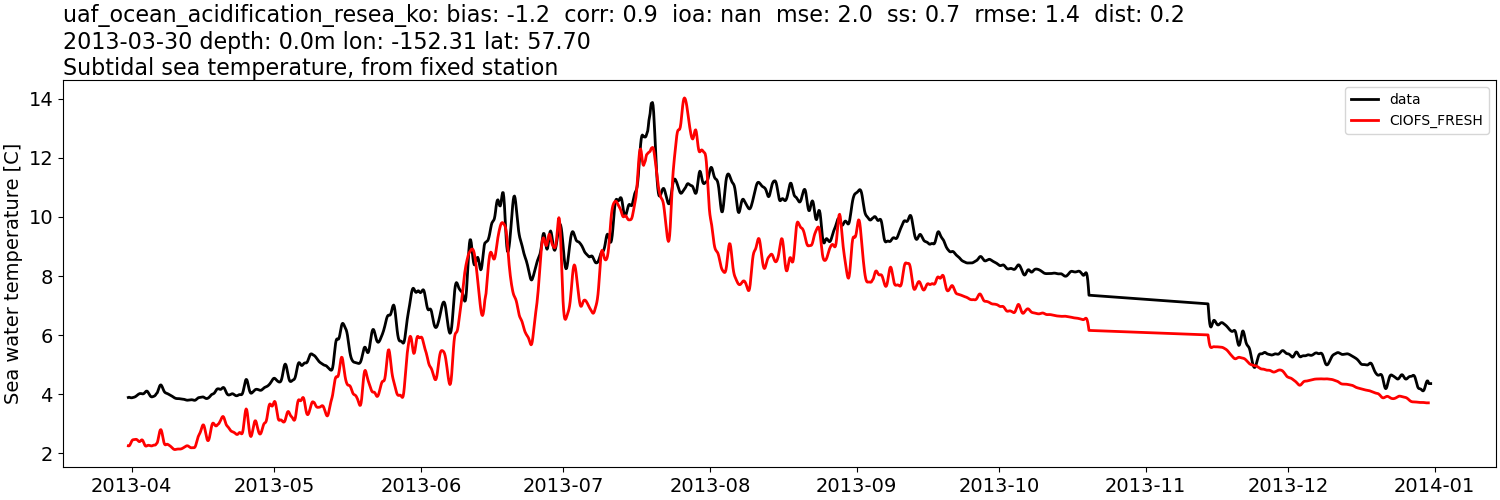 uaf_ocean_acidification_resea_ko: bias: -1.2  corr: 0.9  ioa: nan  mse: 2.0  ss: 0.7  rmse: 1.4  dist: 0.2
2013-03-30 depth: 0.0m lon: -152.31 lat: 57.70
Subtidal sea temperature, from fixed station
data
CIOFS_FRESH
Sea water temperature [C]
14
12
10
8
6
4
2
2013-04
2013-05
2013-06
2013-07
2013-08
2013-09
2013-10
2013-11
2013-12
2014-01